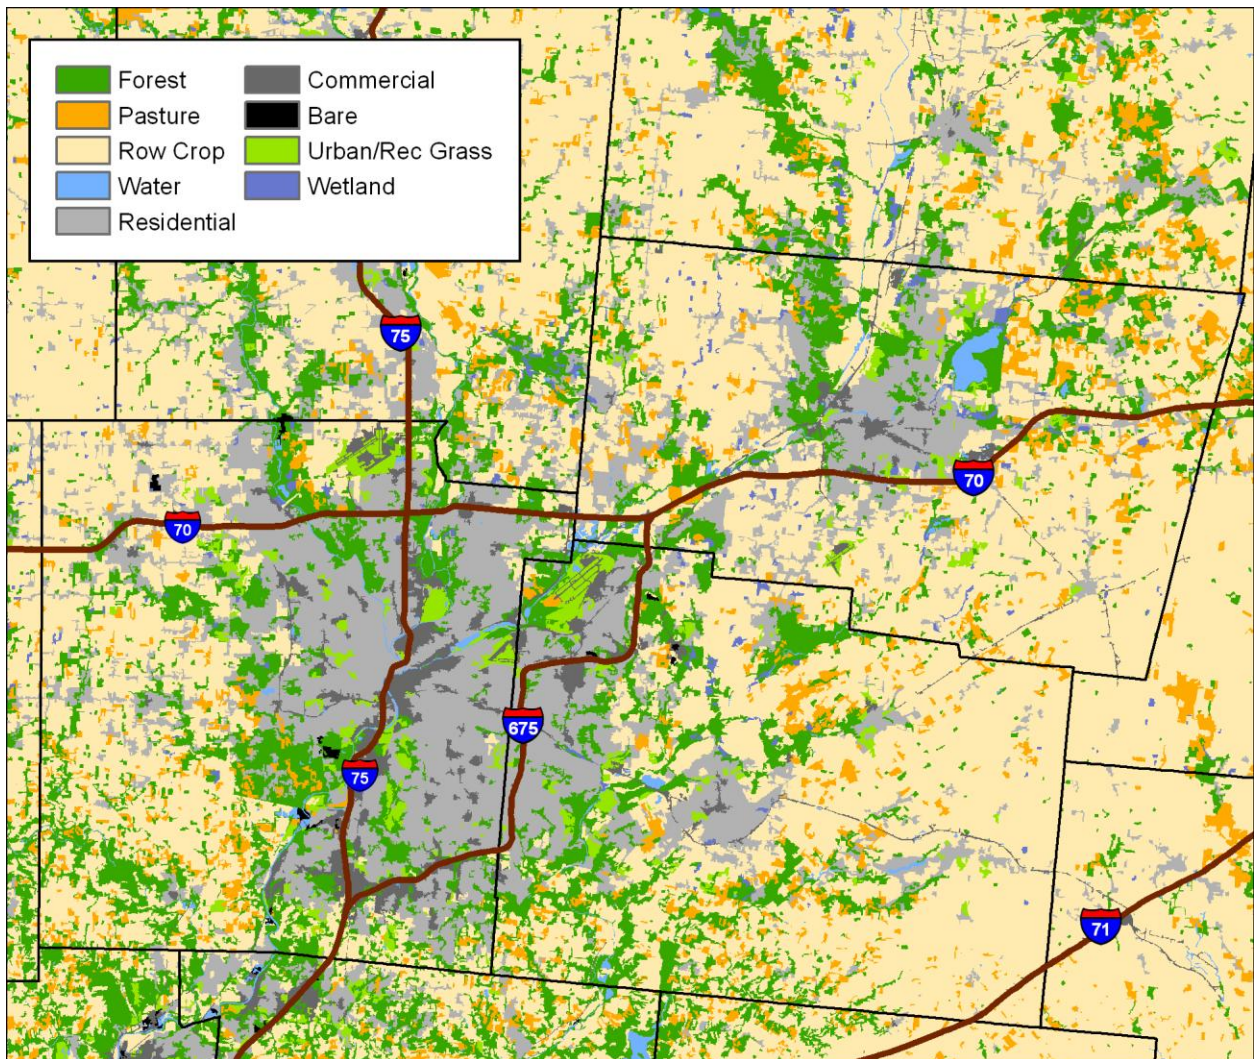 Forest
Pasture
Row Crop
Water
Residential
Commercial
Bare
Urban/Rec Grass
Wetland
75
70
70
675
75
71